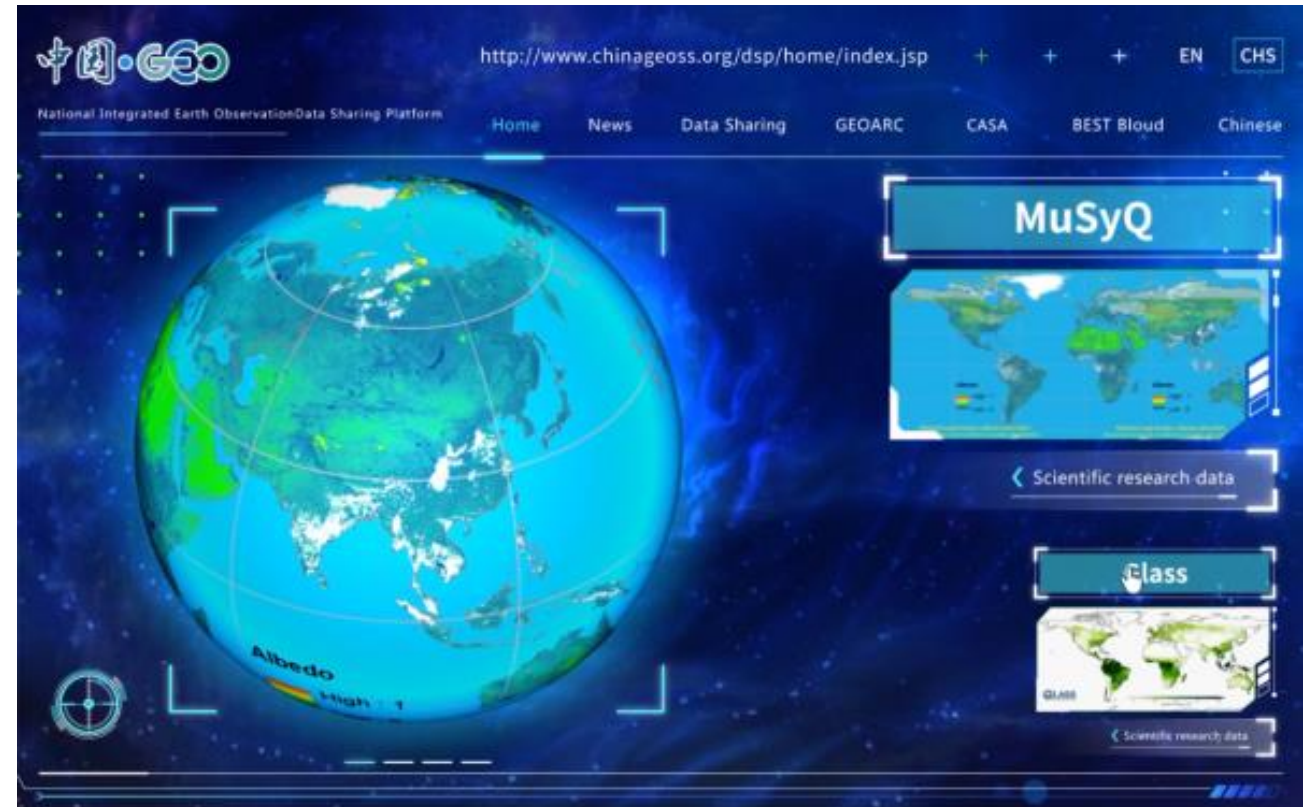 中国·GEO
http://www.chinageoss.org/dsp/home/index.jsp
EN
CHS
National Integrated Earth ObservationData Sharing Platform
Home
News
Data Sharing
GEOARC
CASA
BEST Bloud
Chinese
MuSyQ
Scientific research data
Glass
GLASS
Scientific research data
Albedo
High : 1